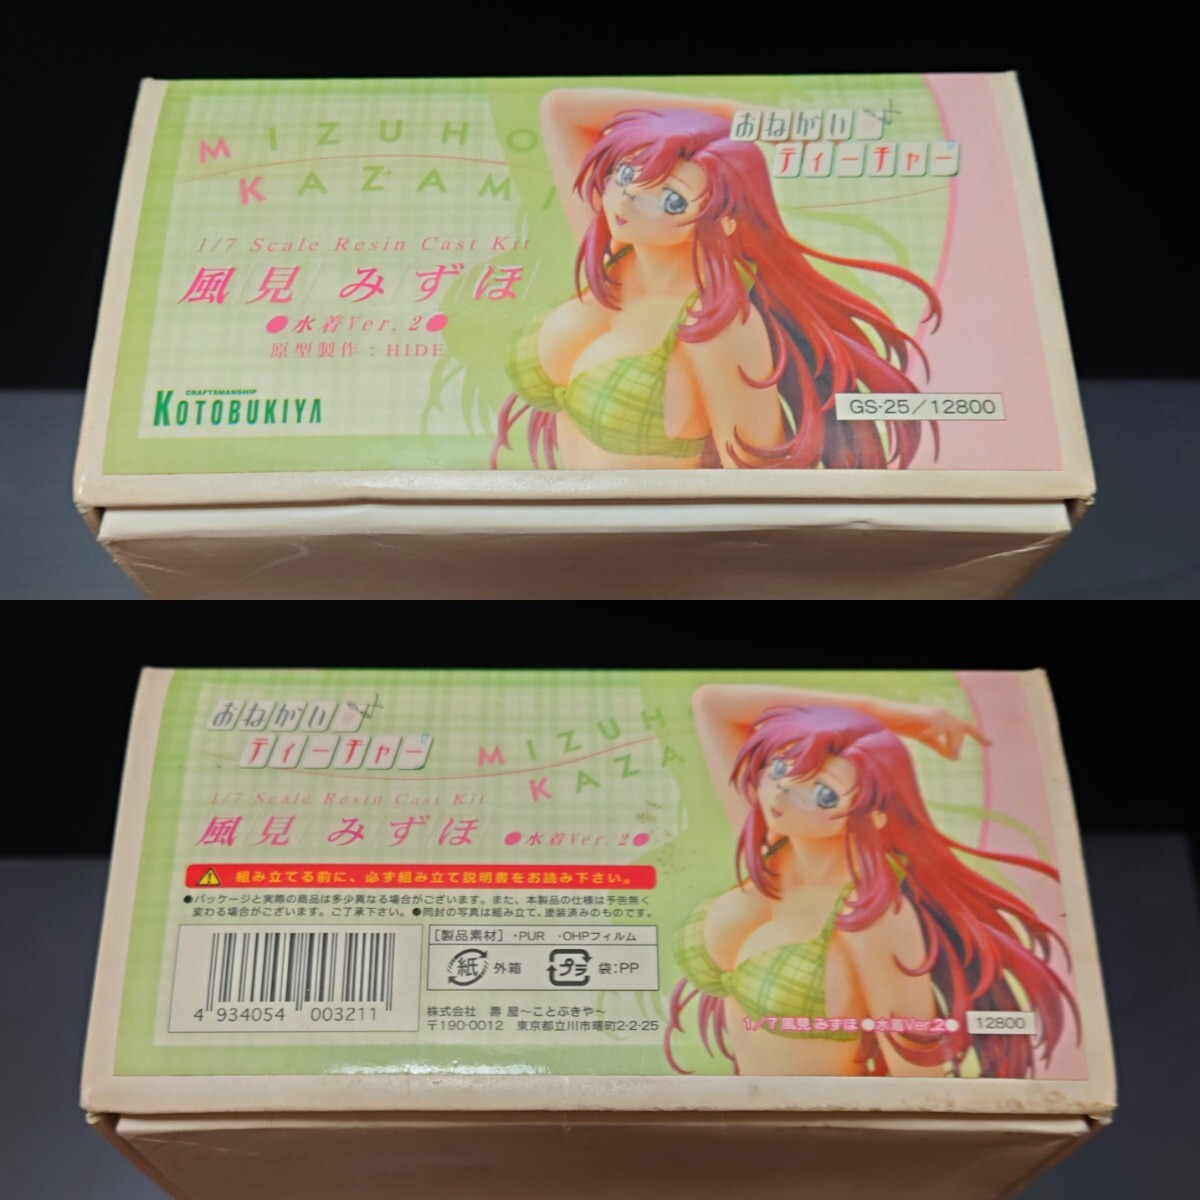 MIZUHO
KAZAMI
おねがい
ティーチャー
1/7 Scale Resin Cast Kit
風見みずほ
●水着Ver.2●
原型製作：HIDE
CRAFTSMANSHIP
KOTOBUKIYA
GS-25/12800
おねがい
ティーチャー
MIZUHO
KAZA
1/7 Scale Resin Cast Kit
風見みずほ ●水着Ver.2●
組み立てる前に、必ず組み立て説明書をお読み下さい。
●パッケージと実際の商品は多少異なる場合がございます。また、本製品の仕様は予告無く
変わる場合がございます。ご了承下さい。●同封の写真は組み立て、塗装済みのものです。
[製品素材] ・PUR ・OHPフィルム
紙 外箱 プラ 袋:PP
4 934054 003211
株式会社 壽屋〜ことぶきや〜
〒190-0012 東京都立川市曙町2-2-25
1/7 風見みずほ ●水着Ver.2● 12800